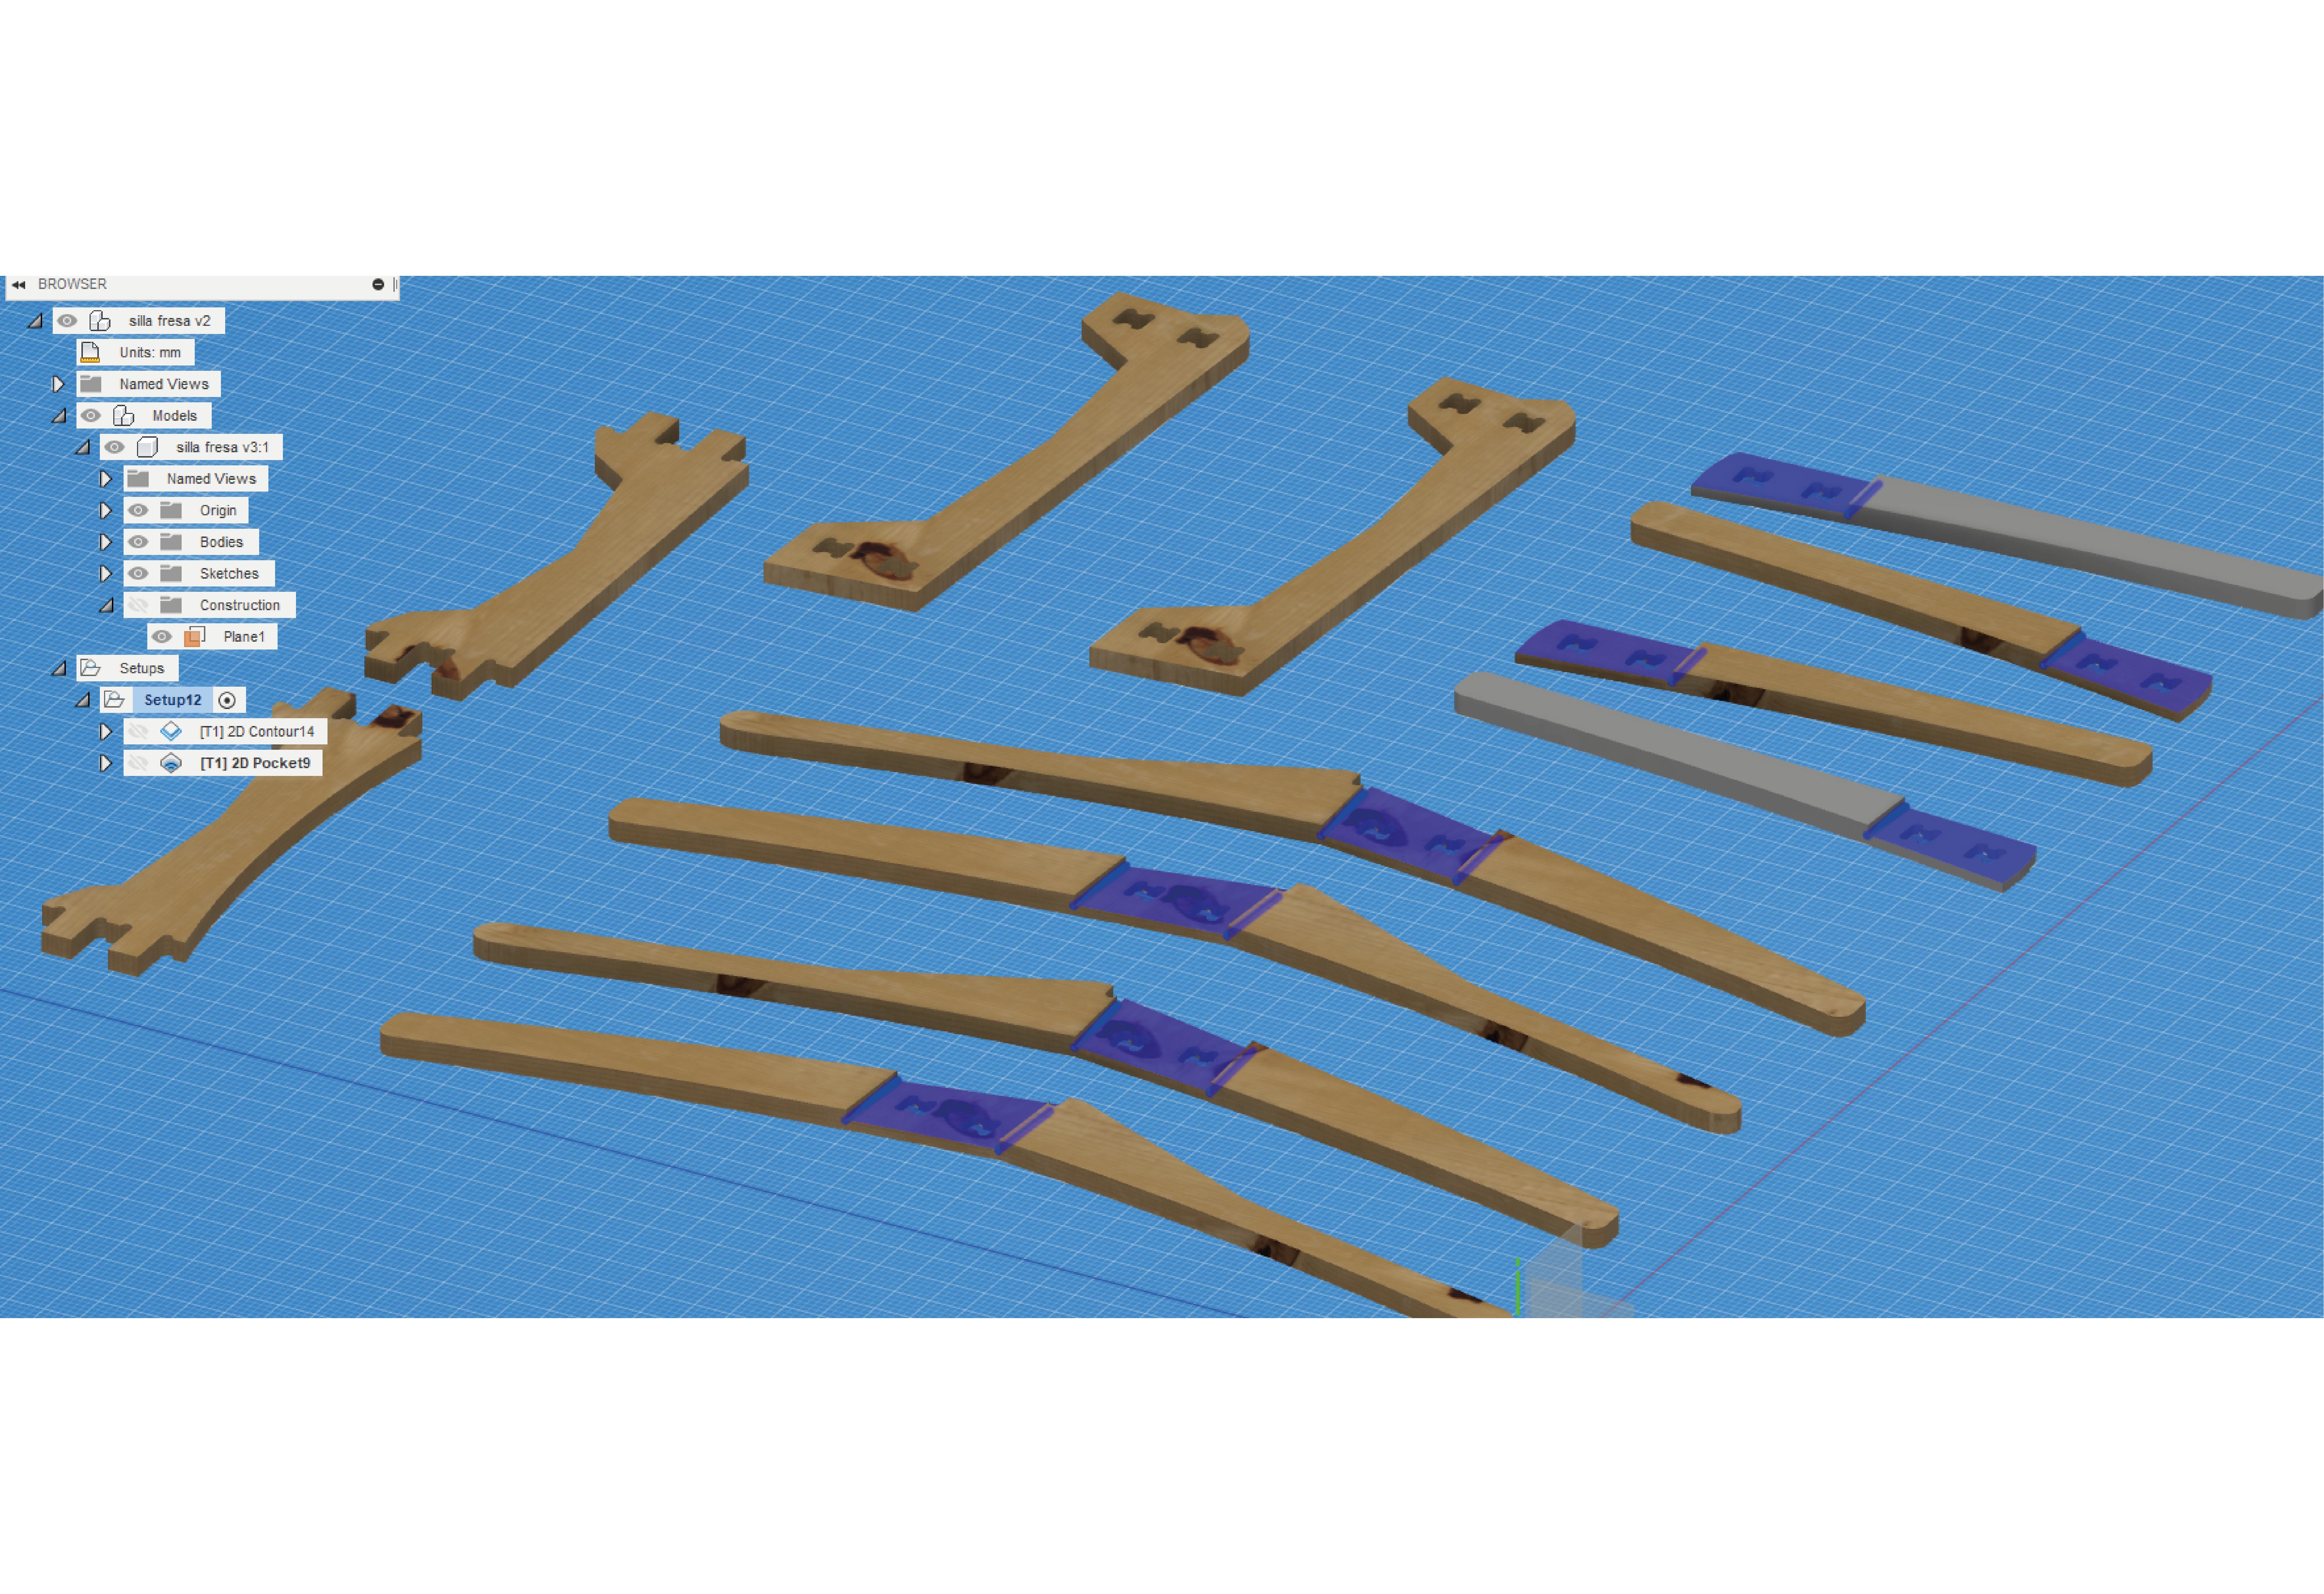 BROWSER
silla fresa v2
Units: mm
Named Views
Models
silla fresa v3:1
Named Views
Origin
Bodies
Sketches
Construction
Plane1
Setups
Setup12
[T1] 2D Contour14
[T1] 2D Pocket9